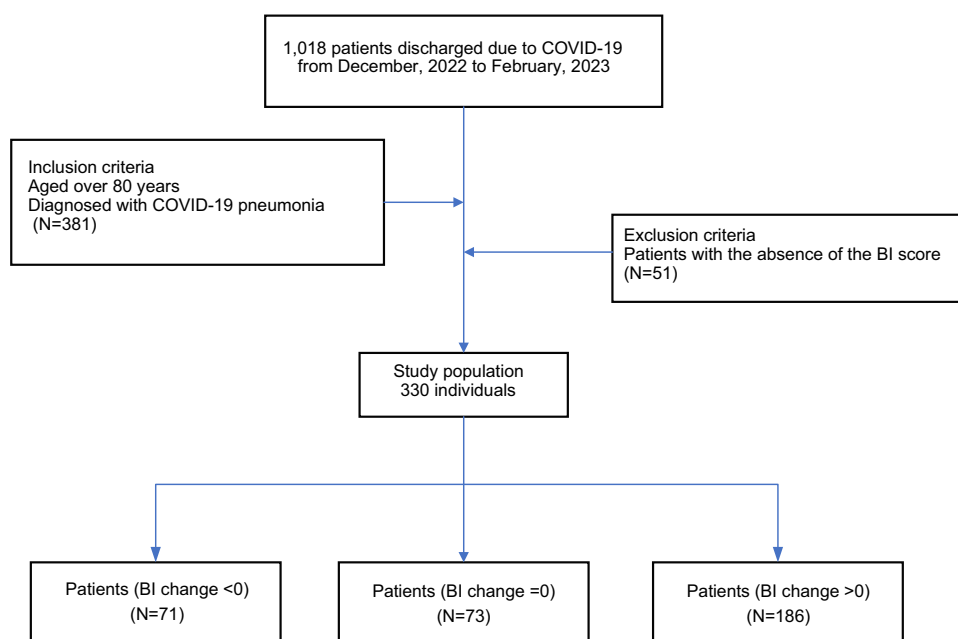 1,018 patients discharged due to COVID-19
from December, 2022 to February, 2023
Inclusion criteria
Aged over 80 years
Diagnosed with COVID-19 pneumonia
(N=381)
Exclusion criteria
Patients with the absence of the BI score
(N=51)
Study population
330 individuals
Patients (BI change <0)
(N=71)
Patients (BI change =0)
(N=73)
Patients (BI change >0)
(N=186)